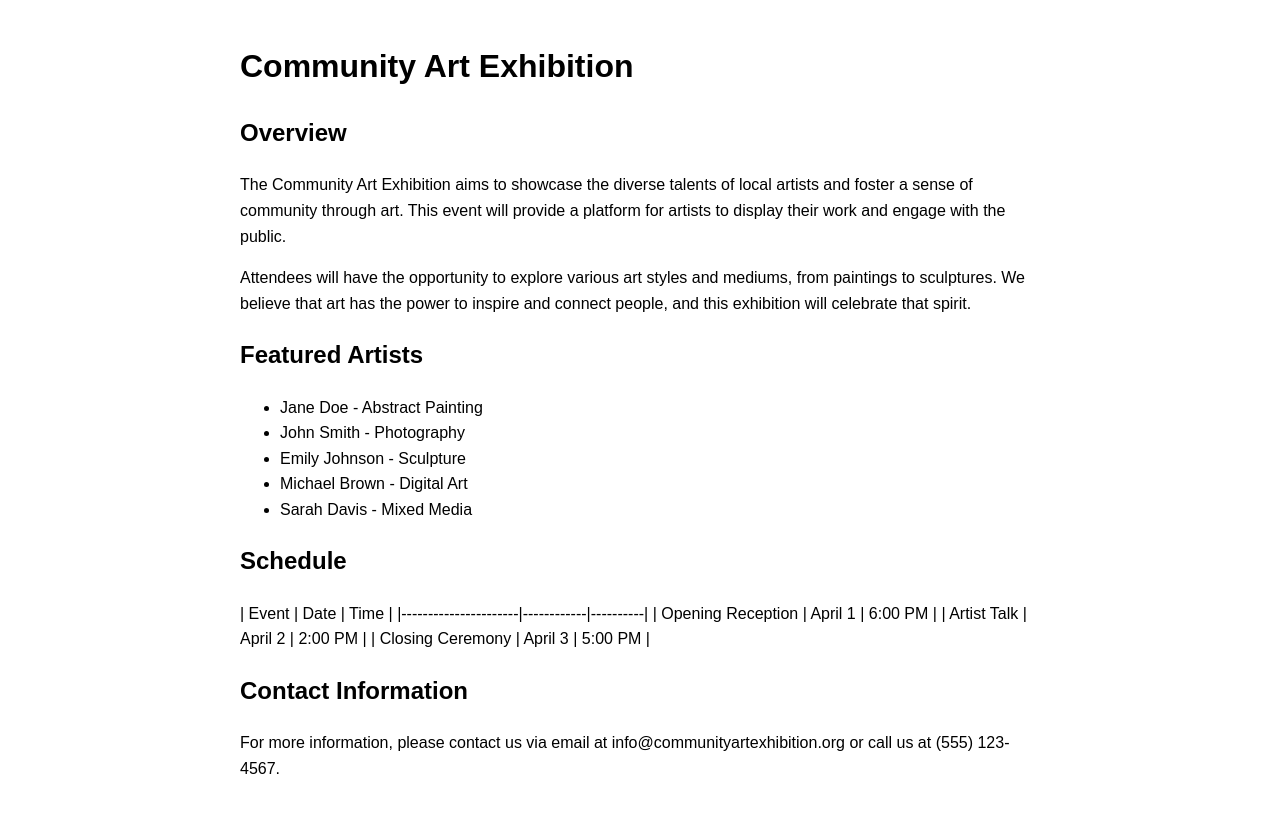 Community Art Exhibition
Overview
The Community Art Exhibition aims to showcase the diverse talents of local artists and foster a sense of
community through art. This event will provide a platform for artists to display their work and engage with the
public.
Attendees will have the opportunity to explore various art styles and mediums, from paintings to sculptures. We
believe that art has the power to inspire and connect people, and this exhibition will celebrate that spirit.
Featured Artists
• Jane Doe - Abstract Painting
• John Smith - Photography
• Emily Johnson - Sculpture
• Michael Brown - Digital Art
• Sarah Davis - Mixed Media
Schedule
| Event | Date | Time | |----------------------|------------|----------| | Opening Reception | April 1 | 6:00 PM | | Artist Talk |
April 2 | 2:00 PM | | Closing Ceremony | April 3 | 5:00 PM |
Contact Information
For more information, please contact us via email at info@communityartexhibition.org or call us at (555) 123-
4567.